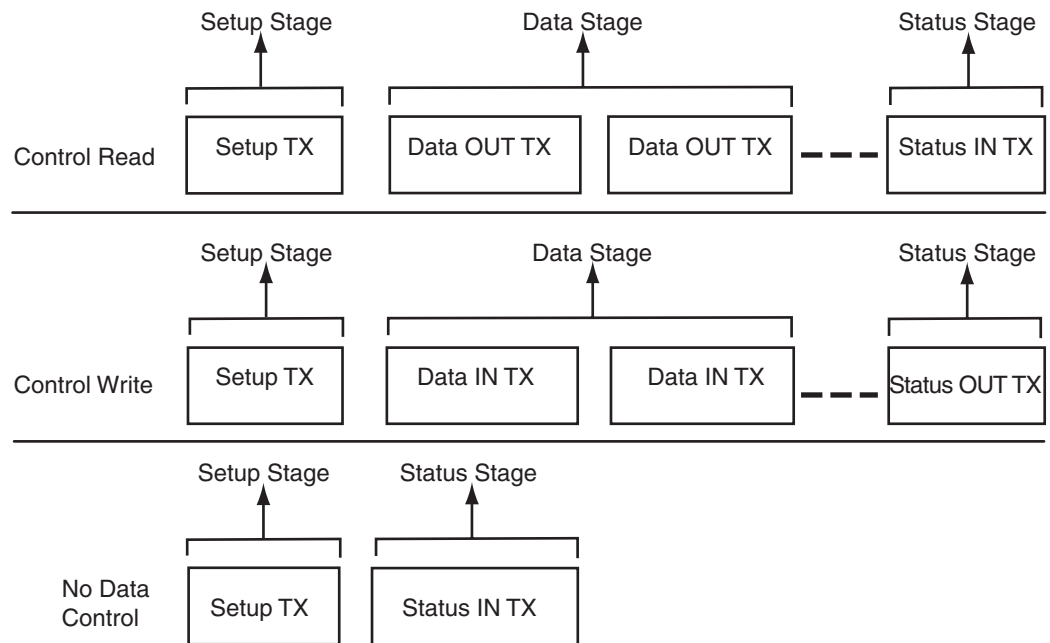 Setup Stage Data Stage Status Stage
Control Read Setup TX Data OUT TX Data OUT TX Status IN TX
Setup Stage Data Stage Status Stage
Control Write Setup TX Data IN TX Data IN TX Status OUT TX
Setup Stage Status Stage
No Data
Control
Setup TX Status IN TX